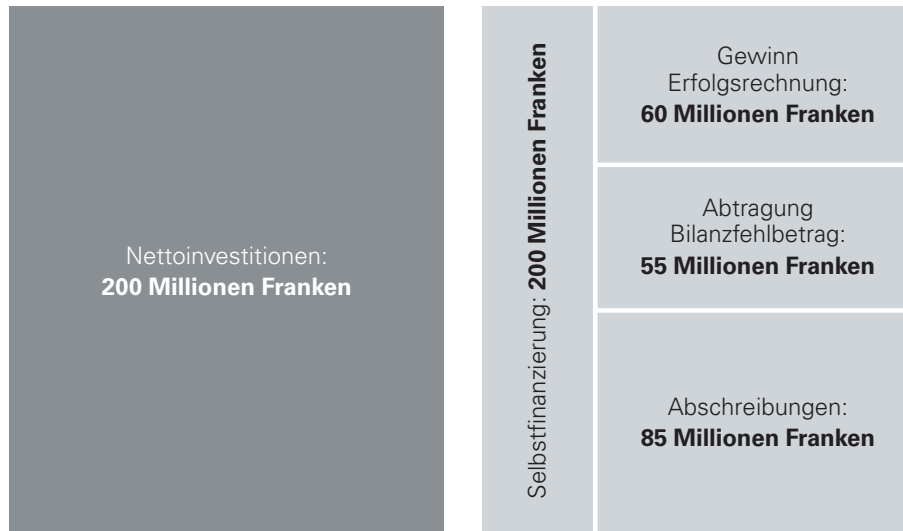 Nettoinvestitionen:
200 Millionen Franken
Selbstfinanzierung: 200 Millionen Franken
Gewinn
Erfolgsrechnung:
60 Millionen Franken
Abtragung
Bilanzfehlbetrag:
55 Millionen Franken
Abschreibungen:
85 Millionen Franken